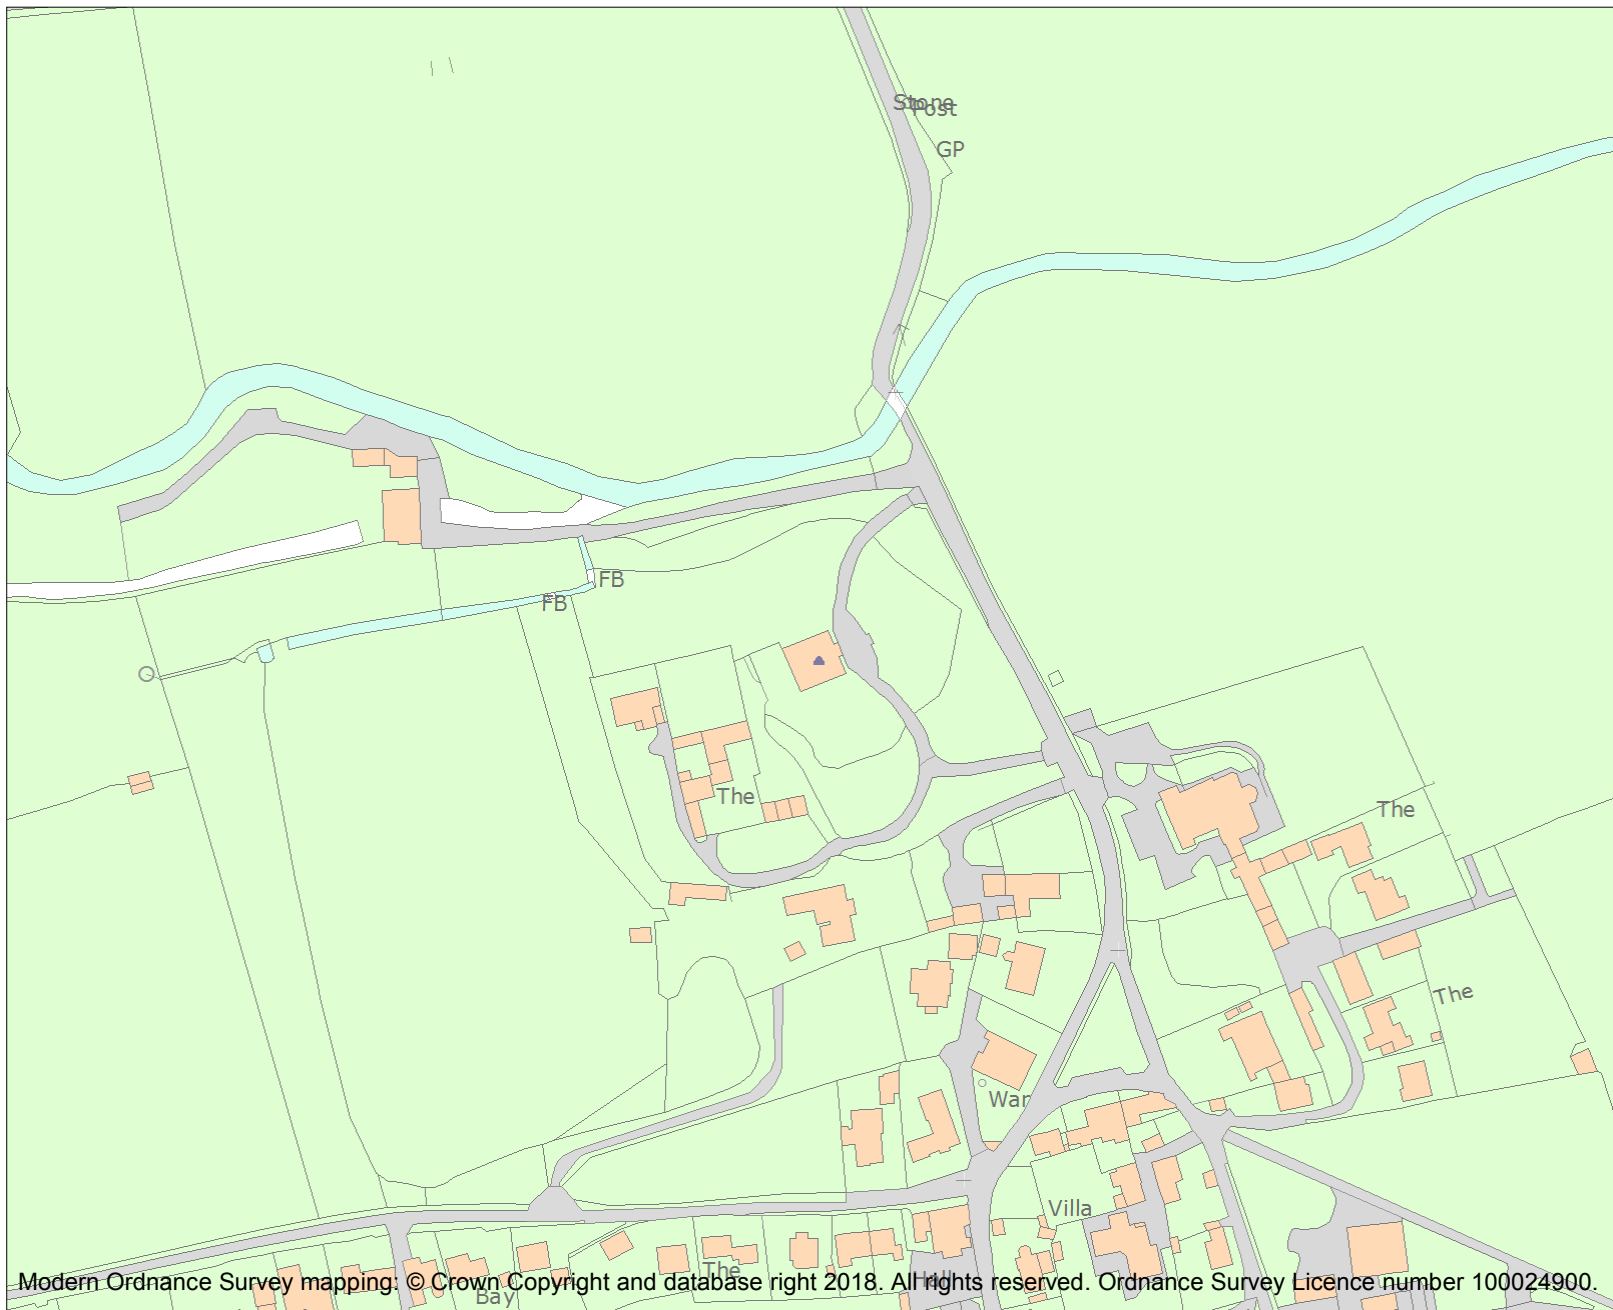 Stone
Post
GP
FB
FB
The
The
The
War
Villa
The
Hall
Bay
Modern Ordnance Survey mapping: © Crown Copyright and database right 2018. All rights reserved. Ordnance Survey Licence number 100024900.